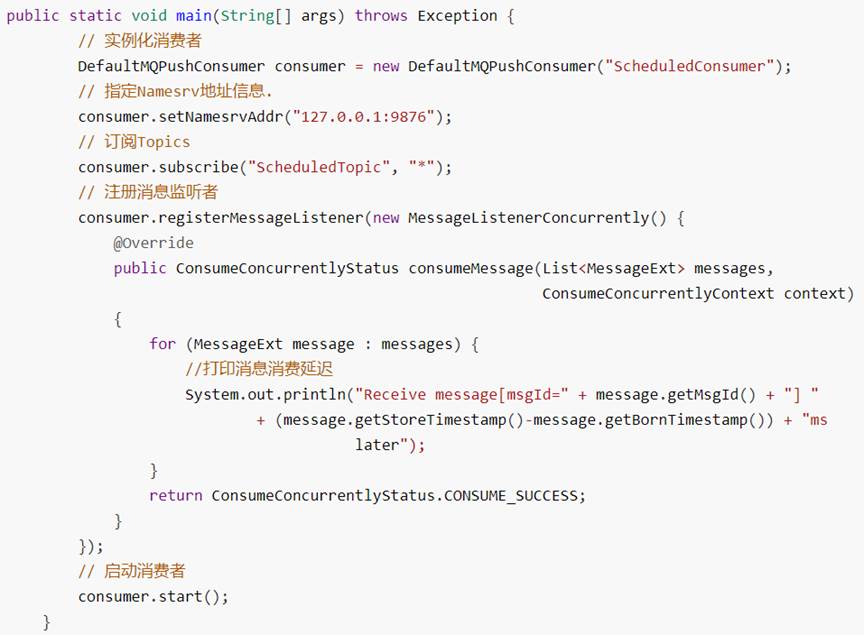 public static void main(String[] args) throws Exception {
// 实例化消费者
DefaultMQPushConsumer consumer = new DefaultMQPushConsumer("ScheduledConsumer");
// 指定Namesrv地址信息.
consumer.setNamesrvAddr("127.0.0.1:9876");
// 订阅Topics
consumer.subscribe("ScheduledTopic", "*");
// 注册消息监听者
consumer.registerMessageListener(new MessageListenerConcurrently() {
@Override
public ConsumeConcurrentlyStatus consumeMessage(List<MessageExt> messages,
ConsumeConcurrentlyContext context)
{
for (MessageExt message : messages) {
//打印消息消费延迟
System.out.println("Receive message[msgId=" + message.getMsgId() + "] "
+ (message.getStoreTimestamp()-message.getBornTimestamp()) + "ms
later");
}
return ConsumeConcurrentlyStatus.CONSUME_SUCCESS;
}
});
// 启动消费者
consumer.start();
}